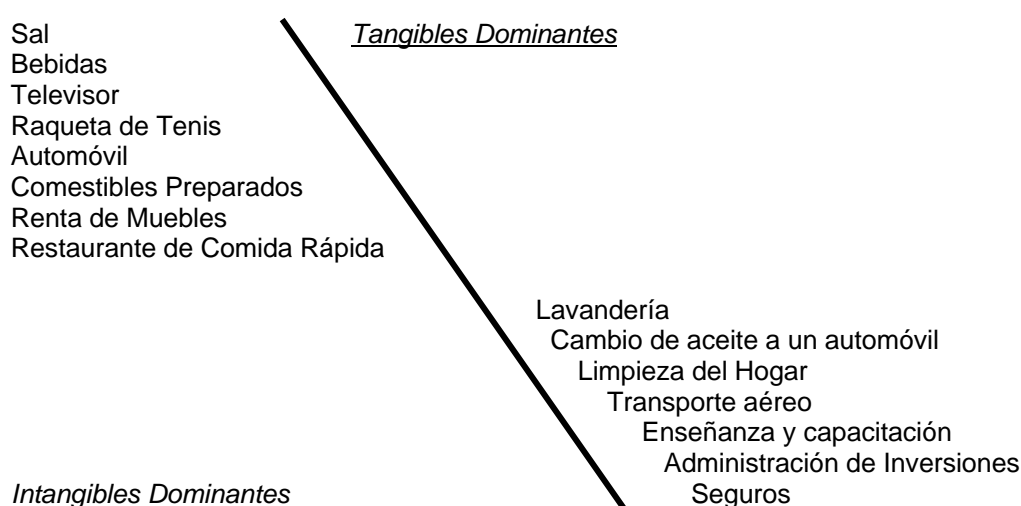 Sal
Tangibles Dominantes
Bebidas
Televisor
Raqueta de Tenis
Automóvil
Comestibles Preparados
Renta de Muebles
Restaurante de Comida Rápida
Lavandería
Cambio de aceite a un automóvil
Limpieza del Hogar
Transporte aéreo
Enseñanza y capacitación
Administración de Inversiones
Intangibles Dominantes
Seguros